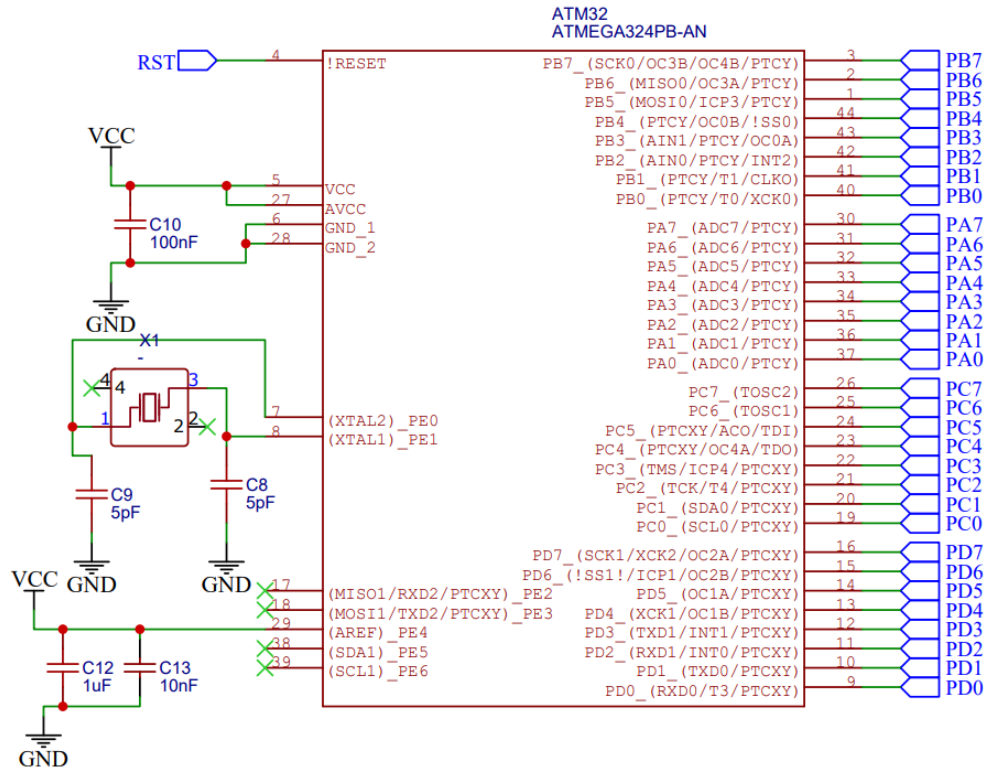 ATM32
ATMEGA324PB-AN
RST
4
!RESET
VCC
C10
100nF
GND
5
VCC
27
AVCC
6
GND_1
28
GND_2
X1
-
4
4
3
1
2
2
7
(XTAL2)_PE0
8
(XTAL1)_PE1
C9
5pF
GND
C8
5pF
GND
VCC
17
(MISO1/RXD2/PTCXY)_PE2
18
(MOSI1/TXD2/PTCXY)_PE3
29
(AREF)_PE4
38
(SDA1)_PE5
39
(SCL1)_PE6
C12
1uF
C13
10nF
GND
PB7_(SCK0/OC3B/OC4B/PTCY) 3 PB7
PB6_(MISO0/OC3A/PTCY) 2 PB6
PB5_(MOSI0/ICP3/PTCY) 1 PB5
PB4_(PTCY/OC0B/!SS0) 44 PB4
PB3_(AIN1/PTCY/OC0A) 43 PB3
PB2_(AIN0/PTCY/INT2) 42 PB2
PB1_(PTCY/T1/CLKO) 41 PB1
PB0_(PTCY/T0/XCK0) 40 PB0
PA7_(ADC7/PTCY) 30 PA7
PA6_(ADC6/PTCY) 31 PA6
PA5_(ADC5/PTCY) 32 PA5
PA4_(ADC4/PTCY) 33 PA4
PA3_(ADC3/PTCY) 34 PA3
PA2_(ADC2/PTCY) 35 PA2
PA1_(ADC1/PTCY) 36 PA1
PA0_(ADC0/PTCY) 37 PA0
PC7_(TOSC2) 26 PC7
PC6_(TOSC1) 25 PC6
PC5_(PTCXY/ACO/TDI) 24 PC5
PC4_(PTCXY/OC4A/TDO) 23 PC4
PC3_(TMS/ICP4/PTCXY) 22 PC3
PC2_(TCK/T4/PTCXY) 21 PC2
PC1_(SDA0/PTCXY) 20 PC1
PC0_(SCL0/PTCXY) 19 PC0
PD7_(SCK1/XCK2/OC2A/PTCXY) 16 PD7
PD6_(!SS1!/ICP1/OC2B/PTCXY) 15 PD6
PD5_(OC1A/PTCXY) 14 PD5
PD4_(XCK1/OC1B/PTCXY) 13 PD4
PD3_(TXD1/INT1/PTCXY) 12 PD3
PD2_(RXD1/INT0/PTCXY) 11 PD2
PD1_(TXD0/PTCXY) 10 PD1
PD0_(RXD0/T3/PTCXY) 9 PD0